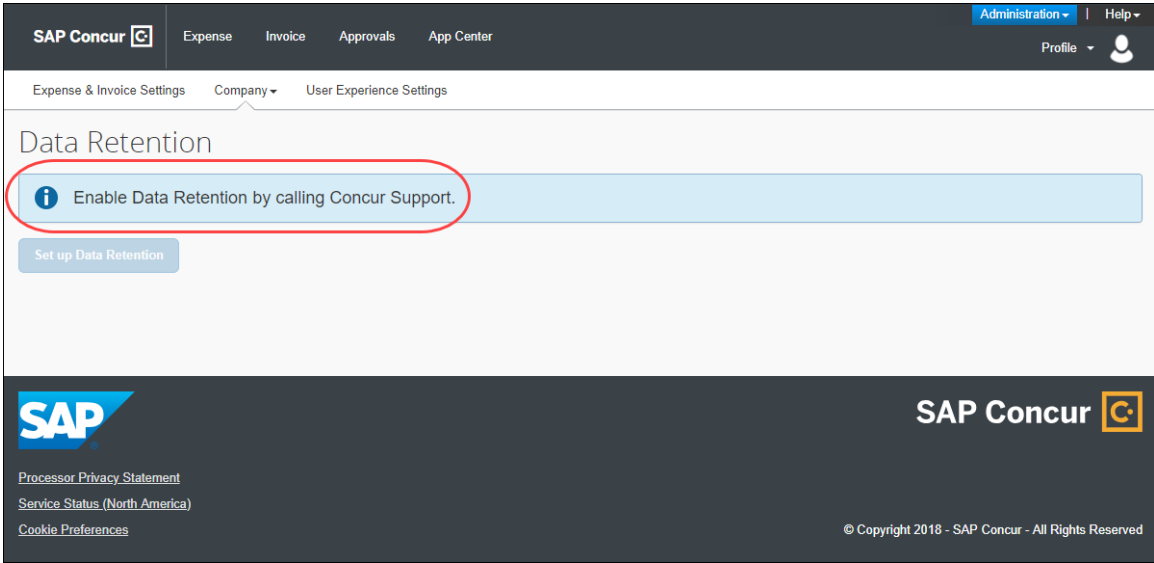 Administration | Help
SAP Concur C Expense Invoice Approvals App Center
Profile
Expense & Invoice Settings Company User Experience Settings
Data Retention
i Enable Data Retention by calling Concur Support.
Set up Data Retention
SAP
SAP Concur C
Processor Privacy Statement
Service Status (North America)
Cookie Preferences
© Copyright 2018 - SAP Concur - All Rights Reserved